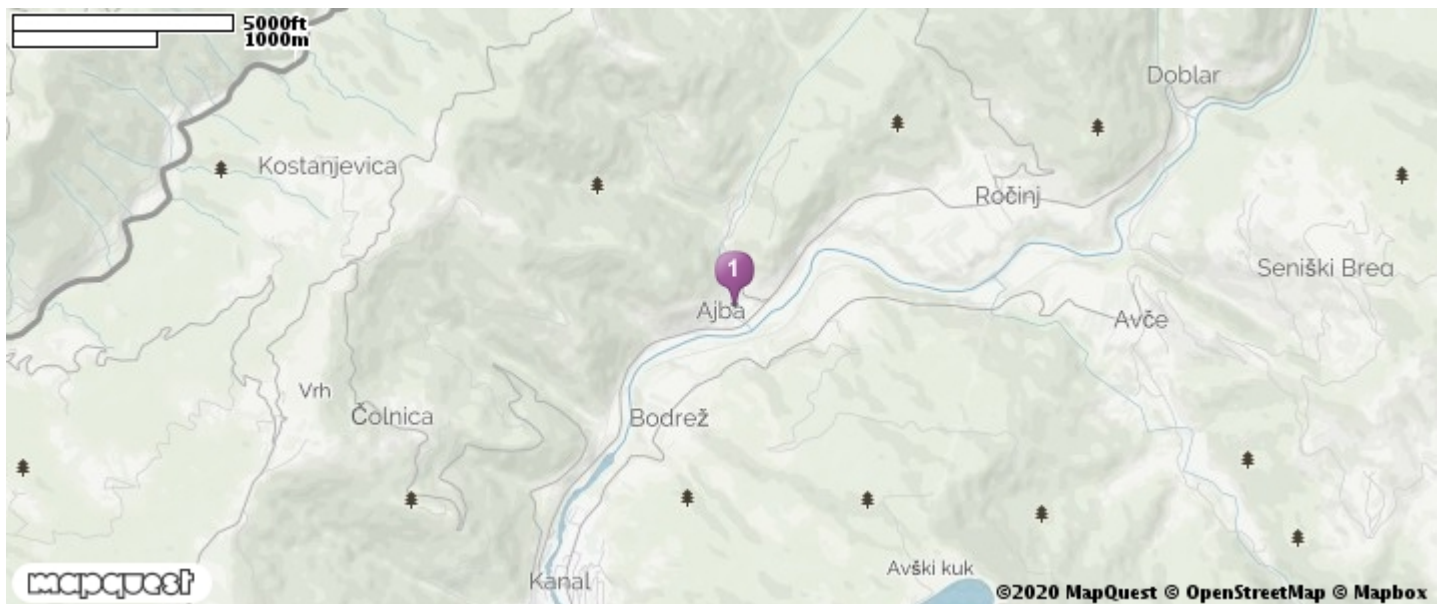 5000ft
1000m
Doblar
Kostanjevica
Ročinj
1
Seniški Breg
Ajba
Avče
Vrh
Čolnica
Bodrež
Avški kuk
Kanal
mapquest
©2020 MapQuest © OpenStreetMap © Mapbox